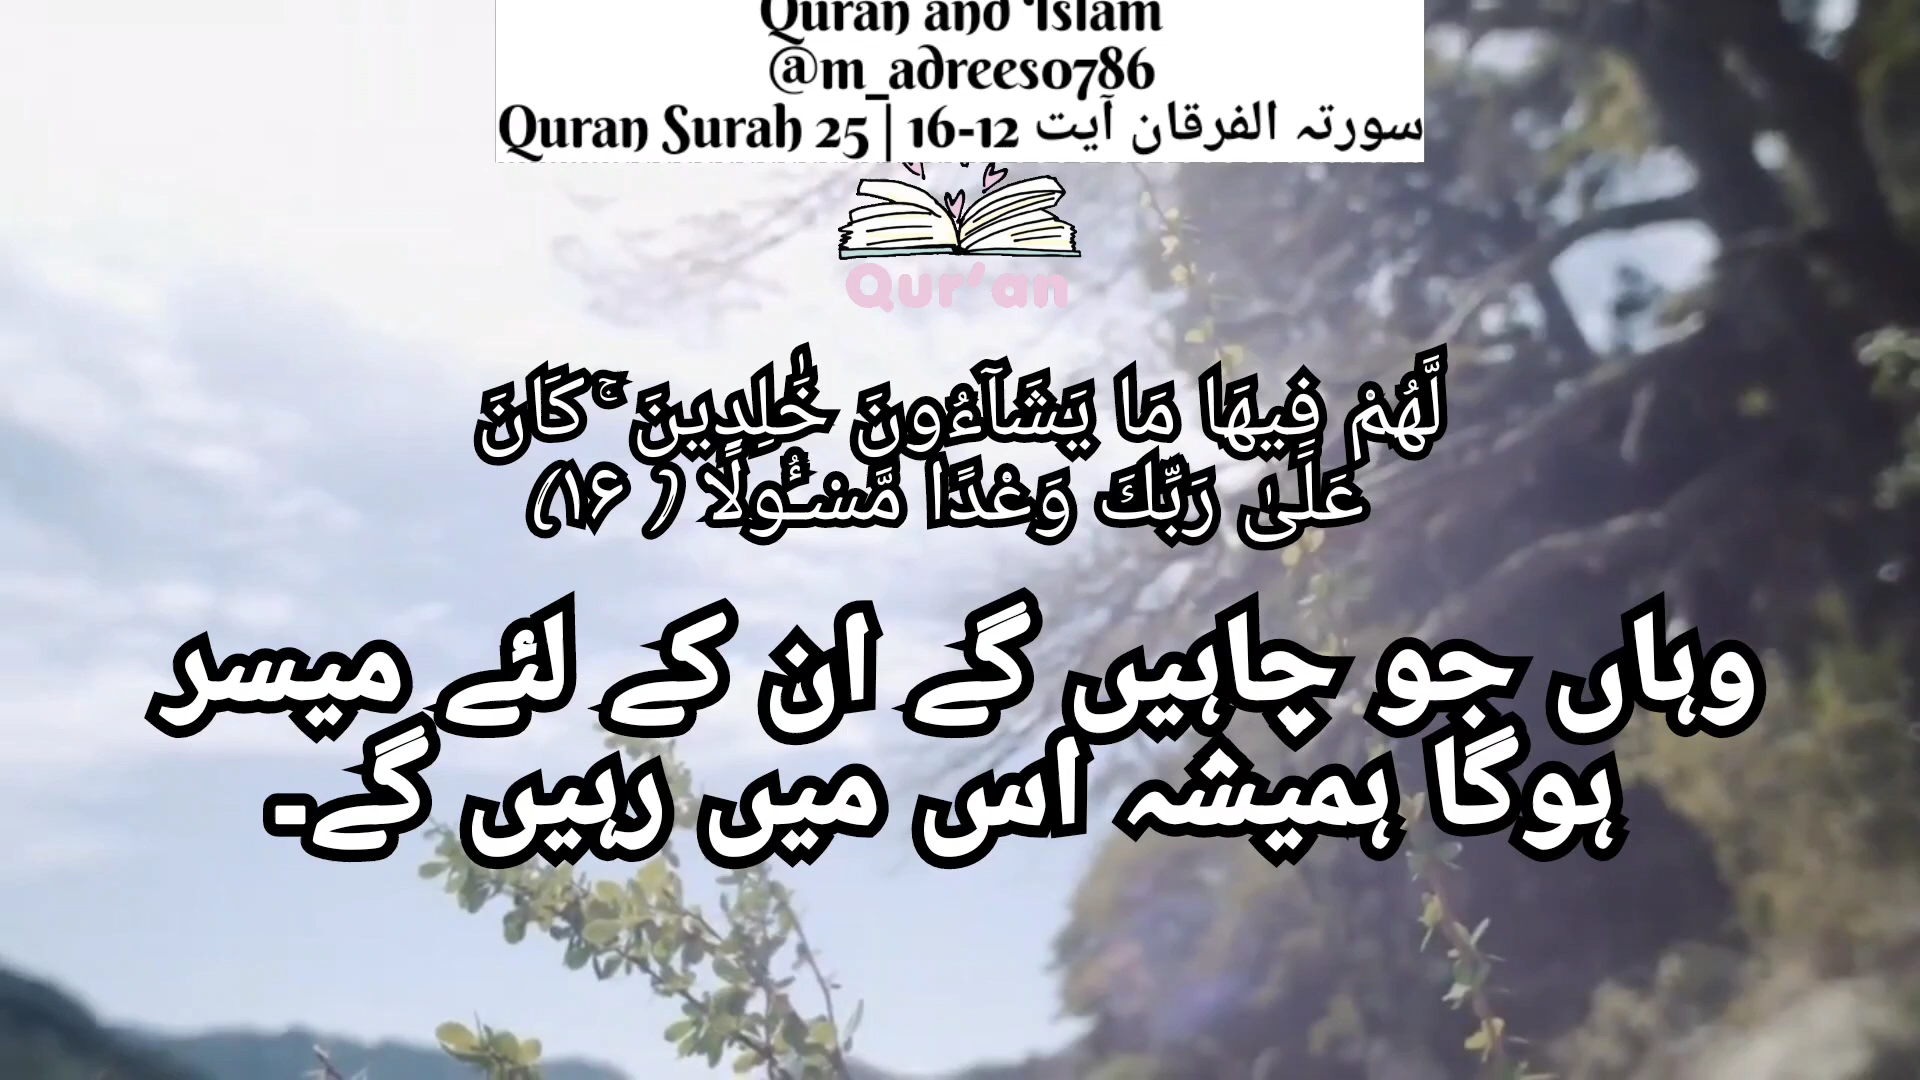 Quran and Islam
@m_adrees0786
Quran Surah 25 | سورتہ الفرقان آیت 12-16
Qur'an
لَّهُمْ فِيهَا مَا يَشَآءُونَ خَٰلِدِينَ ۚ كَانَ
عَلَىٰ رَبِّكَ وَعْدًا مَّسْـُٔولًا ( ۱۶)
وہاں جو چاہیں گے ان کے لئے میسر
ہوگا ہمیشہ اس میں رہیں گے۔